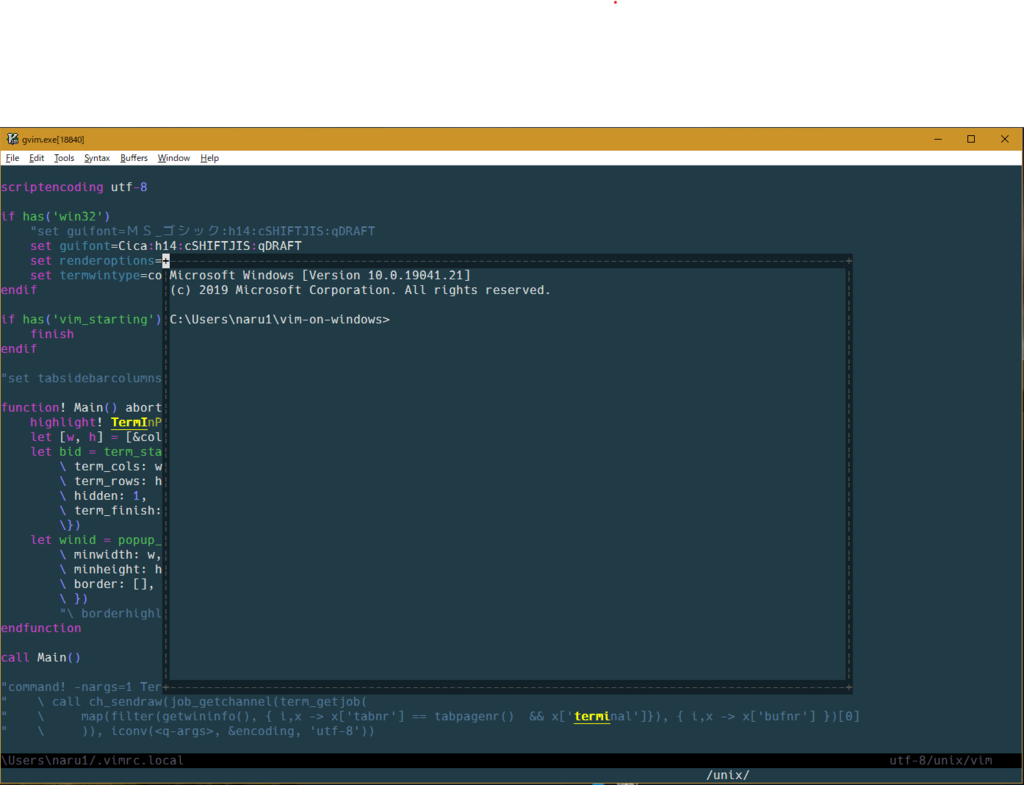 gvim.exe[18840]
File Edit Tools Syntax Buffers Window Help
scriptencoding utf-8
if has('win32')
"set guifont=ＭＳ_ゴシック:h14:cSHIFTJIS:qDRAFT
set guifont=Cica:h14:cSHIFTJIS:qDRAFT
set renderoptions=
set termwintype=co
endif
if has('vim_starting')
finish
endif
"set tabsidebarcolumns
function! Main() abort
highlight! TermInP
let [w, h] = [&col
let bid = term_sta
\ term_cols: w
\ term_rows: h
\ hidden: 1,
\ term_finish:
\})
let winid = popup_
\ minwidth: w,
\ minheight: h
\ border: [],
\ })
"\ borderhighl
endfunction
call Main()
"command! -nargs=1 Ter
" \ call ch_sendraw(job_getchannel(term_getjob(
" \ map(filter(getwininfo(), { i,x -> x['tabnr'] == tabpagenr() && x['terminal']}), { i,x -> x['bufnr'] })[0]
" \ )), iconv(<q-args>, &encoding, 'utf-8'))
Microsoft Windows [Version 10.0.19041.21]
(c) 2019 Microsoft Corporation. All rights reserved.
C:\Users\naru1\vim-on-windows>
\Users\naru1/.vimrc.local utf-8/unix/vim
/unix/